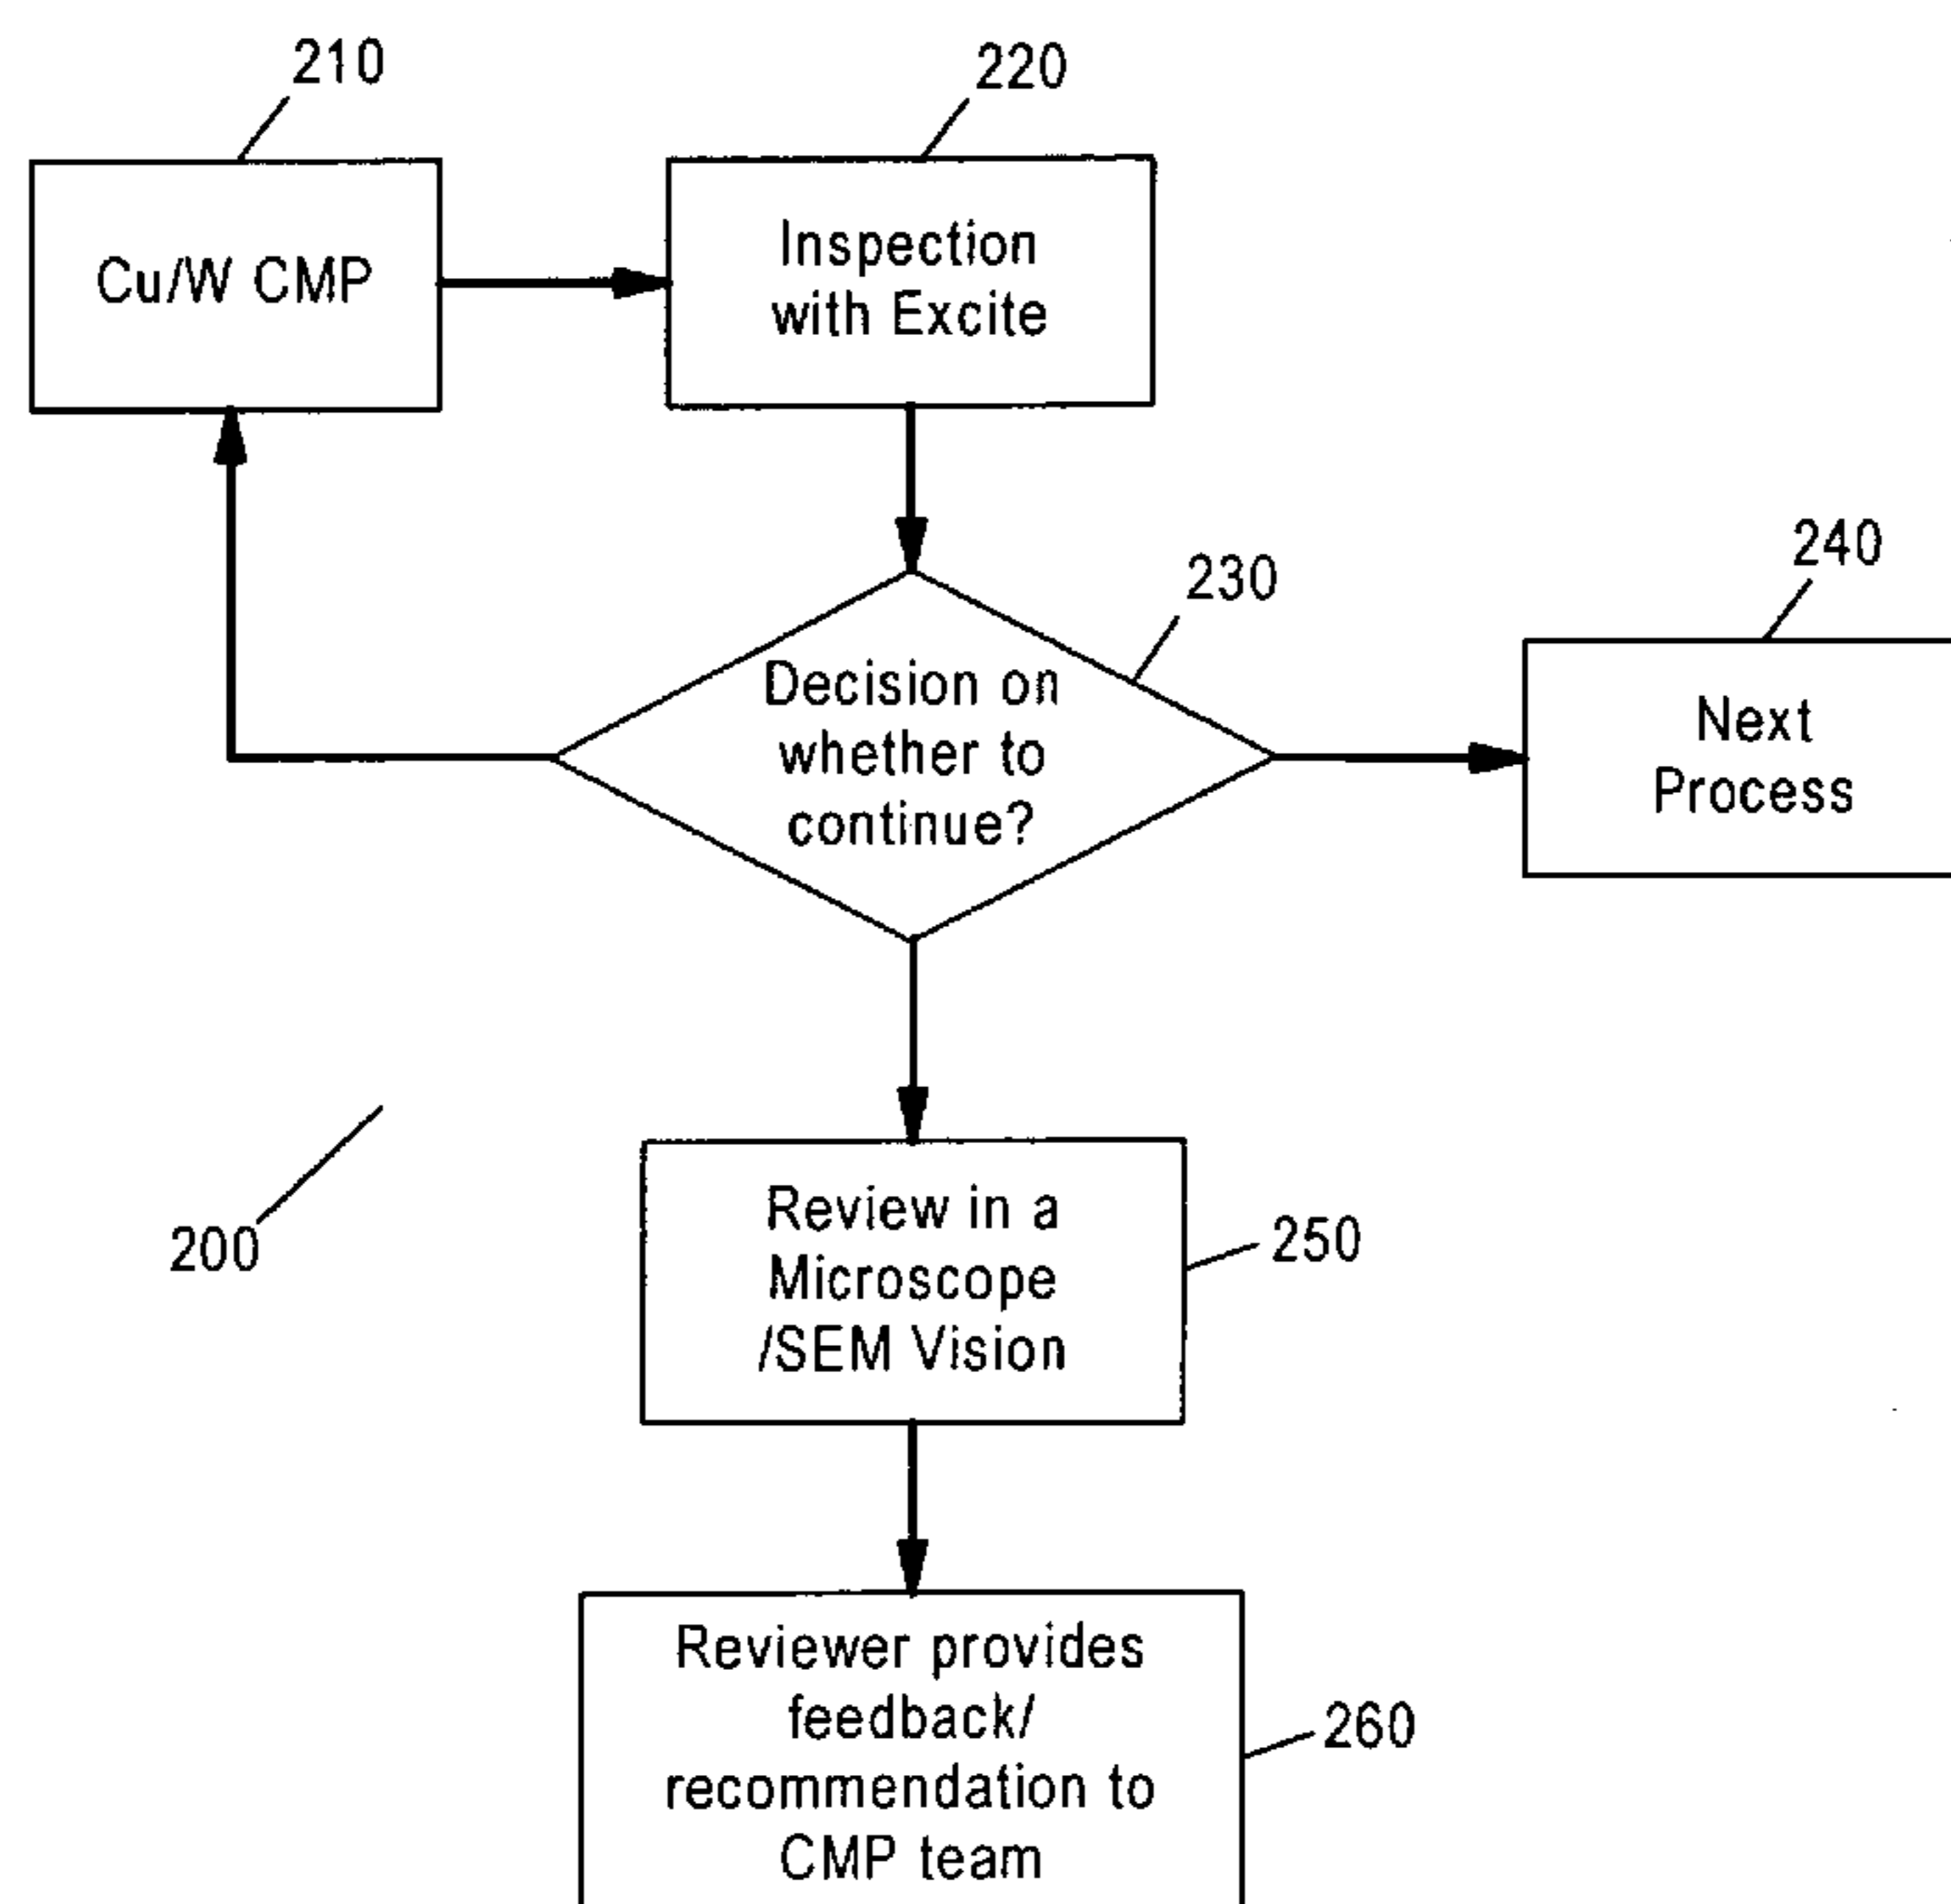 210
220
Cu/W CMP
Inspection
with Excite
230
240
Decision on
whether to
continue?
Next
Process
200
Review in a
Microscope
/SEM Vision
250
Reviewer provides
feedback/
recommendation to
CMP team
260